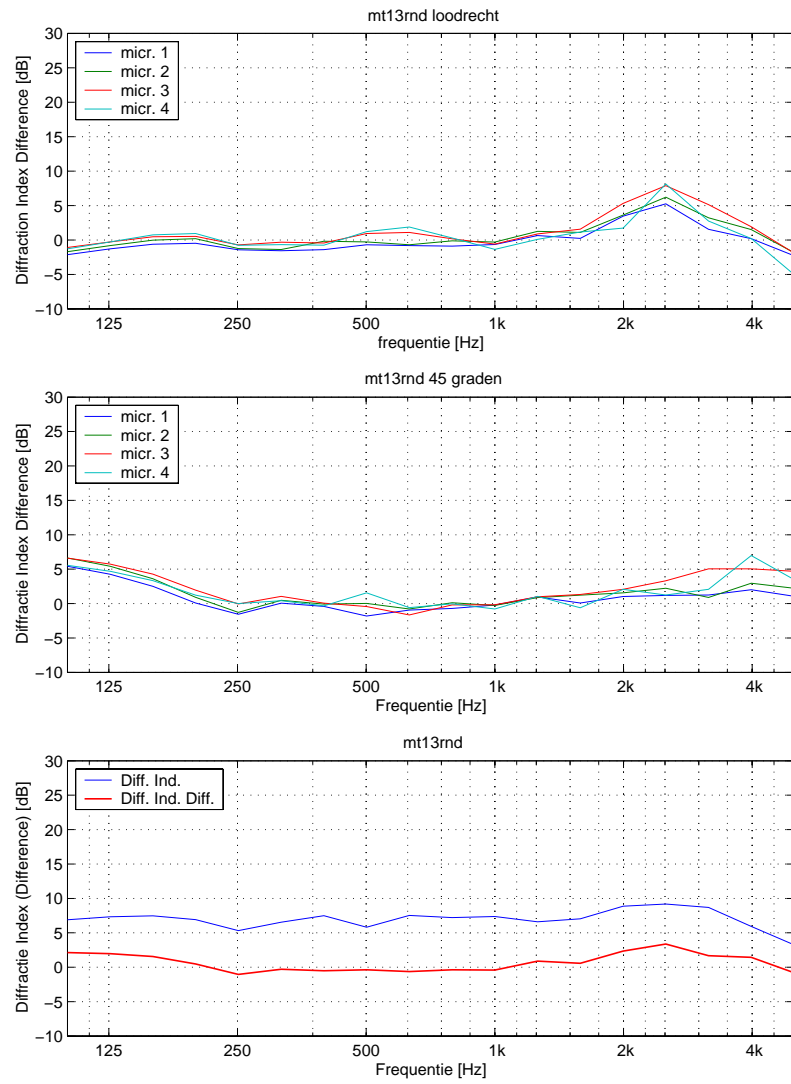 mt13rnd loodrecht
Diffraction Index Difference [dB]
30
25
20
15
10
5
0
−5
−10
micr. 1
micr. 2
micr. 3
micr. 4
125 250 500 1k 2k 4k
frequentie [Hz]
mt13rnd 45 graden
Diffractie Index Difference [dB]
30
25
20
15
10
5
0
−5
−10
micr. 1
micr. 2
micr. 3
micr. 4
125 250 500 1k 2k 4k
Frequentie [Hz]
mt13rnd
Diffractie Index (Difference) [dB]
30
25
20
15
10
5
0
−5
−10
Diff. Ind.
Diff. Ind. Diff.
125 250 500 1k 2k 4k
Frequentie [Hz]